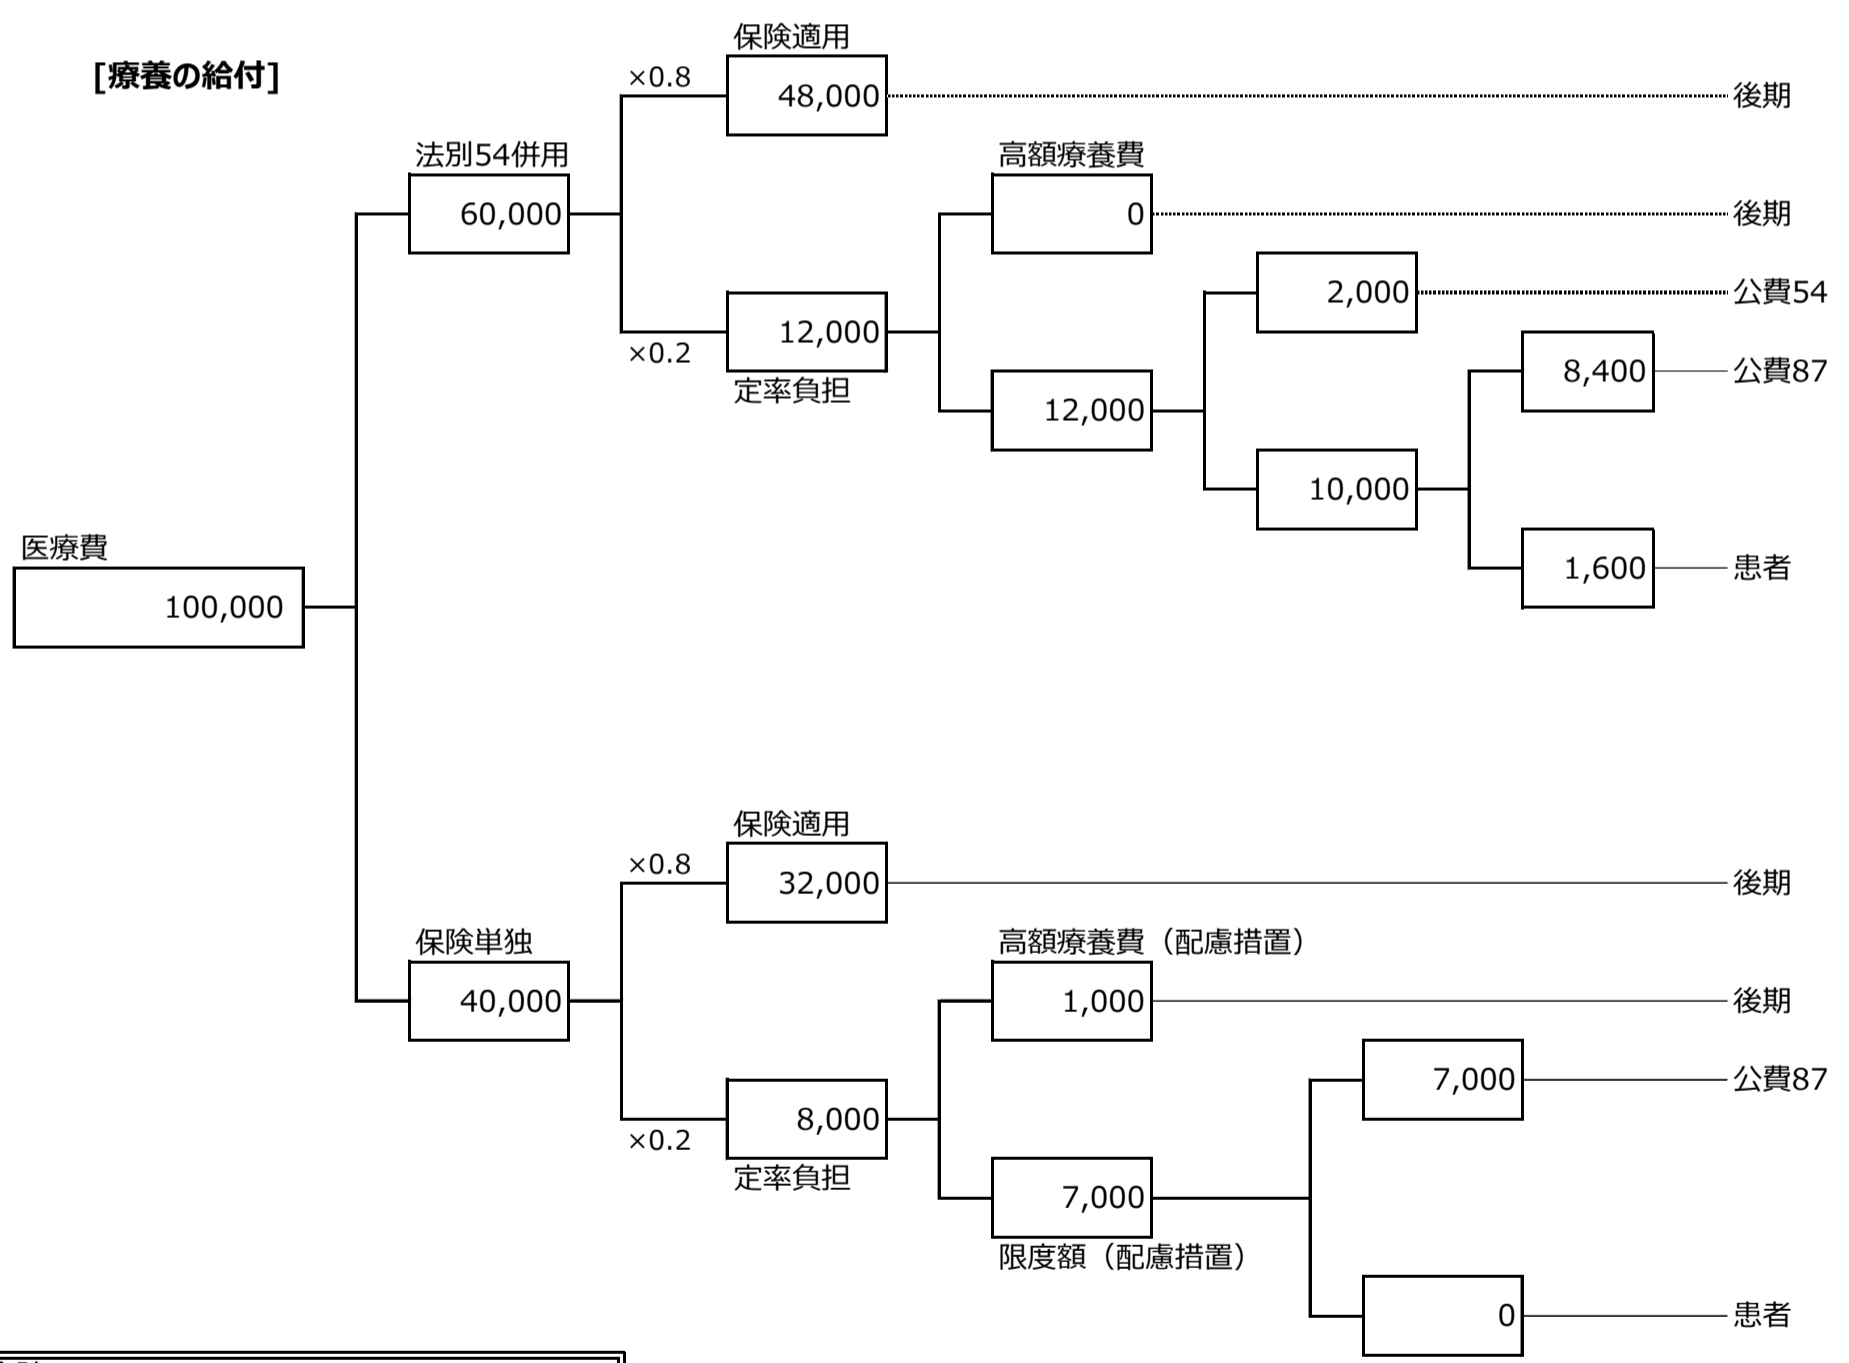 [療養の給付]
保険適用
×0.8
48,000
後期
法別54併用
60,000
高額療養費
0
後期
2,000
公費54
×0.2
12,000
定率負担
12,000
8,400
公費87
10,000
1,600
患者
医療費
100,000
保険適用
×0.8
32,000
後期
保険単独
40,000
高額療養費（配慮措置）
1,000
後期
7,000
公費87
×0.2
8,000
定率負担
7,000
限度額（配慮措置）
0
患者